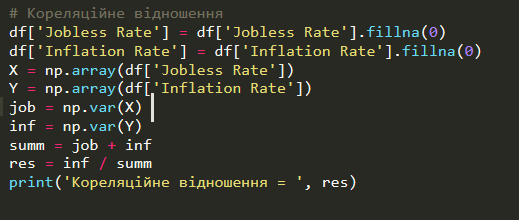 # Кореляційне відношення
df['Jobless Rate'] = df['Jobless Rate'].fillna(0)
df['Inflation Rate'] = df['Inflation Rate'].fillna(0)
X = np.array(df['Jobless Rate'])
Y = np.array(df['Inflation Rate'])
job = np.var(X)
inf = np.var(Y)
summ = job + inf
res = inf / summ
print('Кореляційне відношення = ', res)